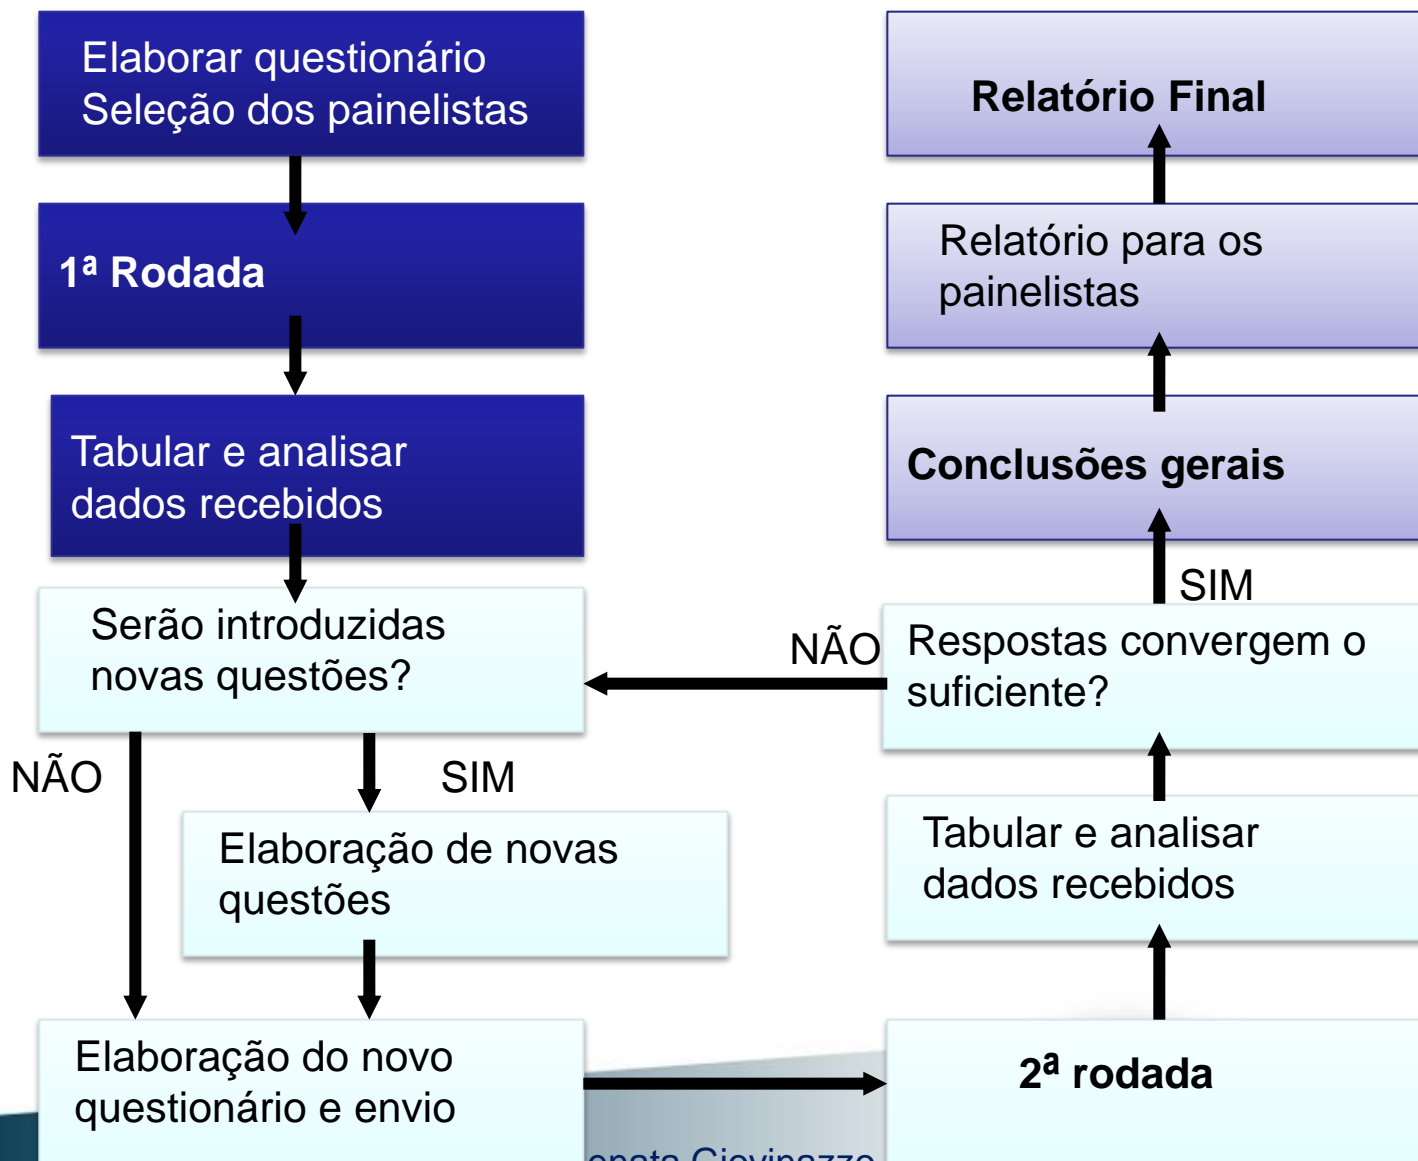 Elaborar questionário
Seleção dos painelistas
1ª Rodada
Tabular e analisar
dados recebidos
Serão introduzidas
novas questões?
NÃO
SIM
Elaboração de novas
questões
Elaboração do novo
questionário e envio
2ª rodada
Tabular e analisar
dados recebidos
Respostas convergem o
suficiente?
NÃO
SIM
Conclusões gerais
Relatório para os
painelistas
Relatório Final
Giovinazzo